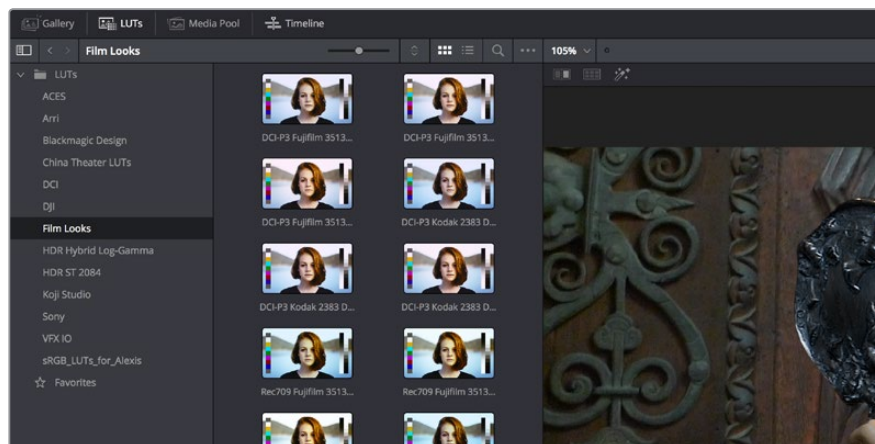 Gallery
LUTs
Media Pool
Timeline
Film Looks
105%
LUTs
ACES
Arri
Blackmagic Design
China Theater LUTs
DCI
DJI
Film Looks
HDR Hybrid Log-Gamma
HDR ST 2084
Koji Studio
Sony
VFX IO
sRGB_LUTs_for_Alexis
Favorites
DCI-P3 Fujifilm 3513...
DCI-P3 Fujifilm 3513...
DCI-P3 Fujifilm 3513...
DCI-P3 Kodak 2383 D...
DCI-P3 Kodak 2383 D...
DCI-P3 Kodak 2383 D...
Rec709 Fujifilm 3513...
Rec709 Fujifilm 3513...